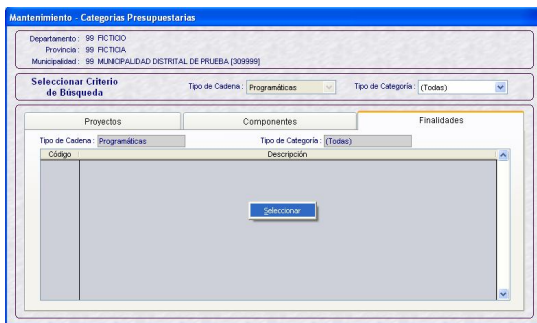 Mantenimiento - Categorias Presupuestarias
Departamento: 99 FICTICIO
Provincia: 99 FICTICIA
Municipalidad: 99 MUNICIPALIDAD DISTRITAL DE PRUEBA [309999]
Seleccionar Criterio de Búsqueda
Tipo de Cadena: Programáticas Tipo de Categoría: (Todas)
Proyectos Componentes Finalidades
Tipo de Cadena: Programáticas Tipo de Categoría: (Todas)
Código Descripción
Seleccionar